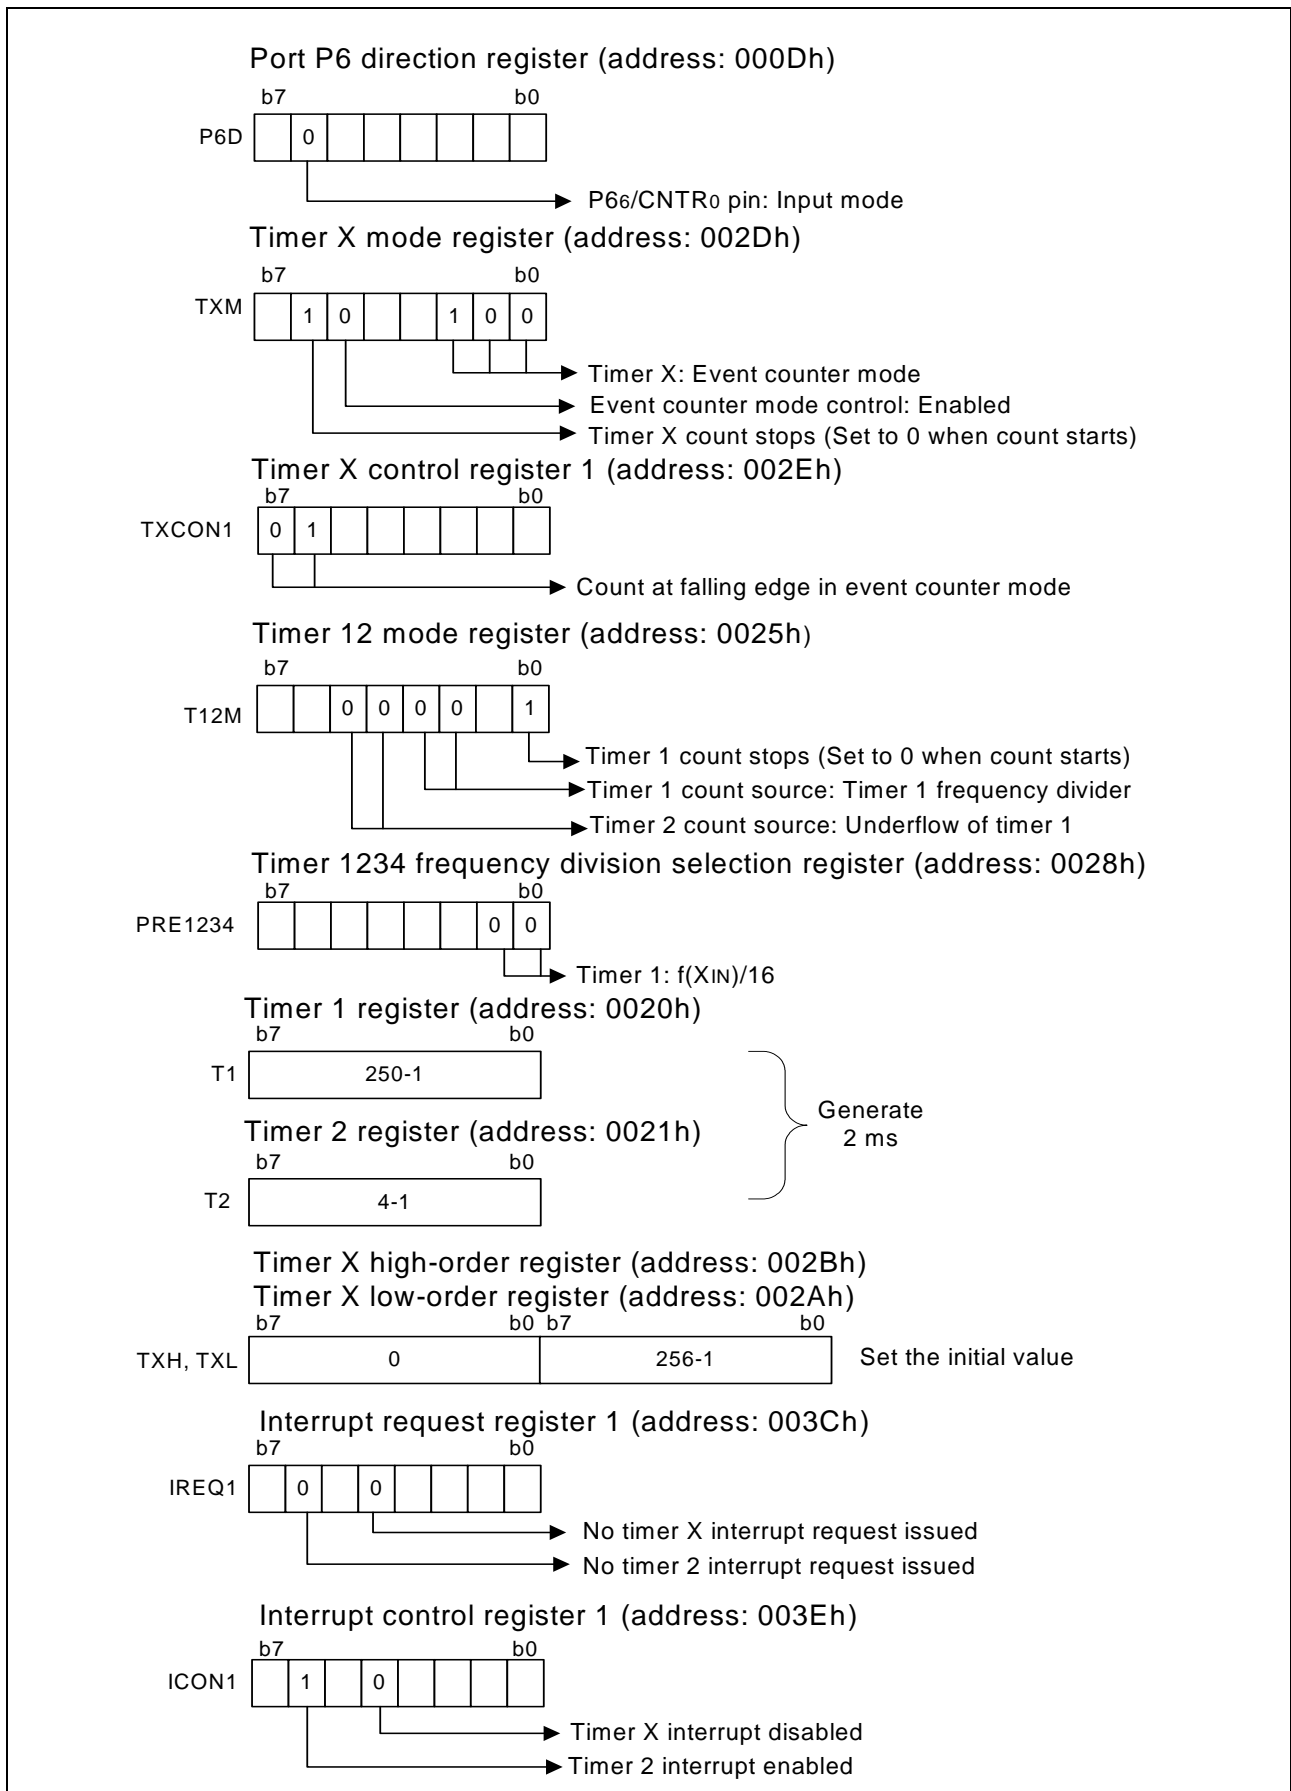 Port P6 direction register (address: 000Dh)
b7 b0
P6D 0
P66/CNTR0 pin: Input mode
Timer X mode register (address: 002Dh)
b7 b0
TXM 1 0 1 0 0
Timer X: Event counter mode
Event counter mode control: Enabled
Timer X count stops (Set to 0 when count starts)
Timer X control register 1 (address: 002Eh)
b7 b0
TXCON1 0 1
Count at falling edge in event counter mode
Timer 12 mode register (address: 0025h)
b7 b0
T12M 0 0 0 0 1
Timer 1 count stops (Set to 0 when count starts)
Timer 1 count source: Timer 1 frequency divider
Timer 2 count source: Underflow of timer 1
Timer 1234 frequency division selection register (address: 0028h)
b7 b0
PRE1234 0 0
Timer 1: f(XIN)/16
Timer 1 register (address: 0020h)
b7 b0
T1 250-1
Generate
2 ms
Timer 2 register (address: 0021h)
b7 b0
T2 4-1
Timer X high-order register (address: 002Bh)
Timer X low-order register (address: 002Ah)
b7 b0 b7 b0
TXH, TXL 0 256-1 Set the initial value
Interrupt request register 1 (address: 003Ch)
b7 b0
IREQ1 0 0
No timer X interrupt request issued
No timer 2 interrupt request issued
Interrupt control register 1 (address: 003Eh)
b7 b0
ICON1 1 0
Timer X interrupt disabled
Timer 2 interrupt enabled